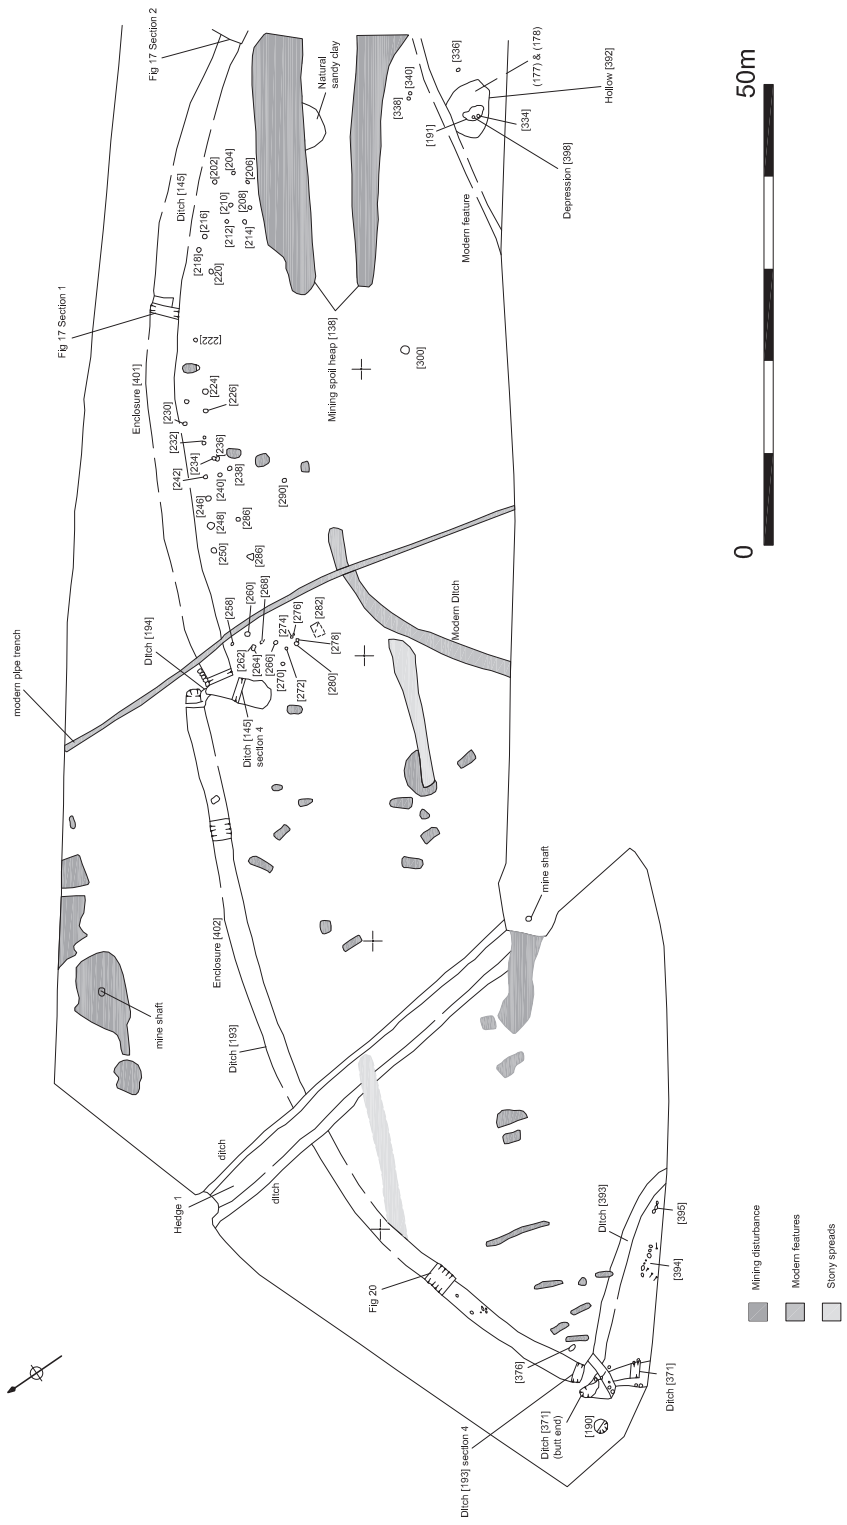 Fig 17 Section 2
Natural
sandy clay
[336]
[340]
[338]
(177) & (178)
Hollow [392]
[191]
[334]
Depression [398]
50m
0
Ditch [145]
[202]
[204]
[206]
[210]
[208]
[216]
[212]
[214]
[218]
[220]
Modern feature
Fig 17 Section 1
[222]
Mining spoil heap [138]
[300]
Enclosure [401]
[230]
[224]
[226]
[232]
[234]
[236]
[242]
[240]
[238]
[246]
[290]
[248]
[286]
[250]
[286]
[258]
[260]
[268]
[274]
[276]
[282]
[262]
[264]
[266]
[278]
[270]
[272]
[280]
Ditch [194]
Modern Ditch
modern pipe trench
Ditch [145]
section 4
mine shaft
Enclosure [402]
mine shaft
Ditch [193]
ditch
ditch
Hedge 1
Fig 20
Ditch [393]
[395]
[394]
[376]
Ditch [371]
Ditch [371]
(butt end)
[190]
Ditch [193] section 4
Mining disturbance
Modern features
Stony spreads